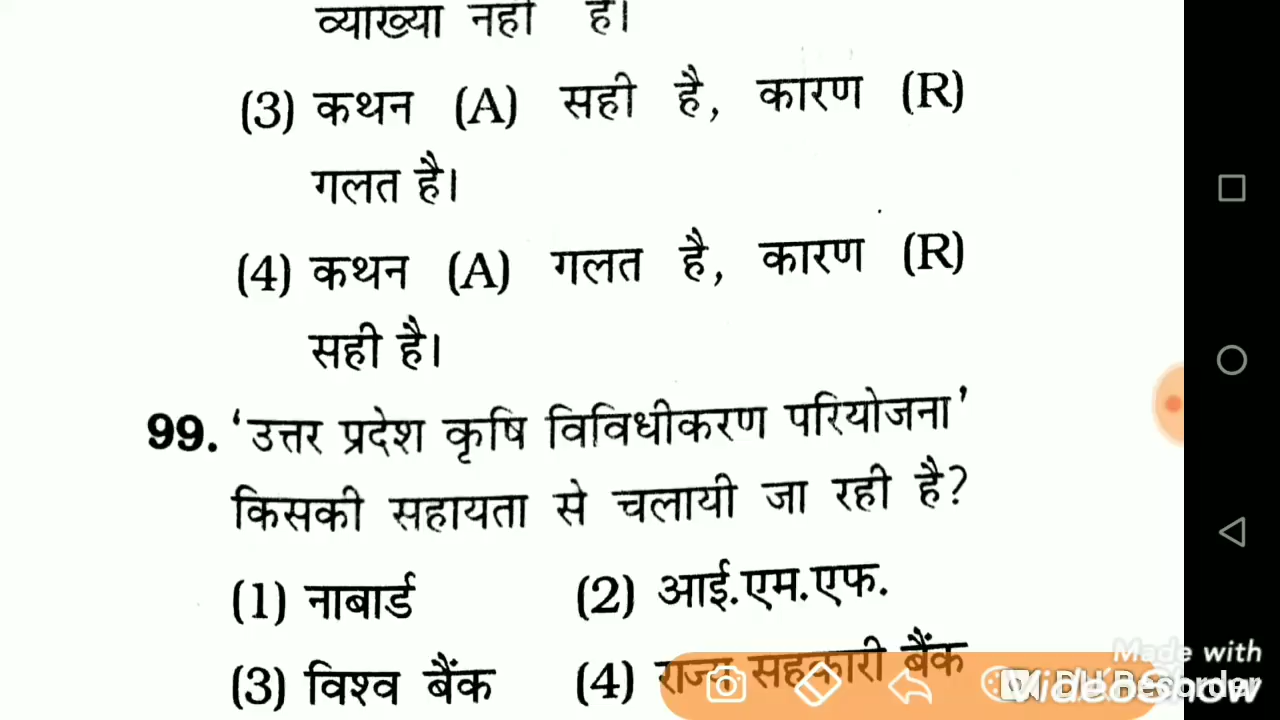 व्याख्या नहीं है।
(3) कथन (A) सही है, कारण (R)
गलत है।
(4) कथन (A) गलत है, कारण (R)
सही है।
99. ‘उत्तर प्रदेश कृषि विविधीकरण परियोजना’
किसकी सहायता से चलायी जा रही है?
(1) नाबार्ड (2) आई.एम.एफ.
(3) विश्व बैंक (4) राज्य सहकारी बैंक
Made with